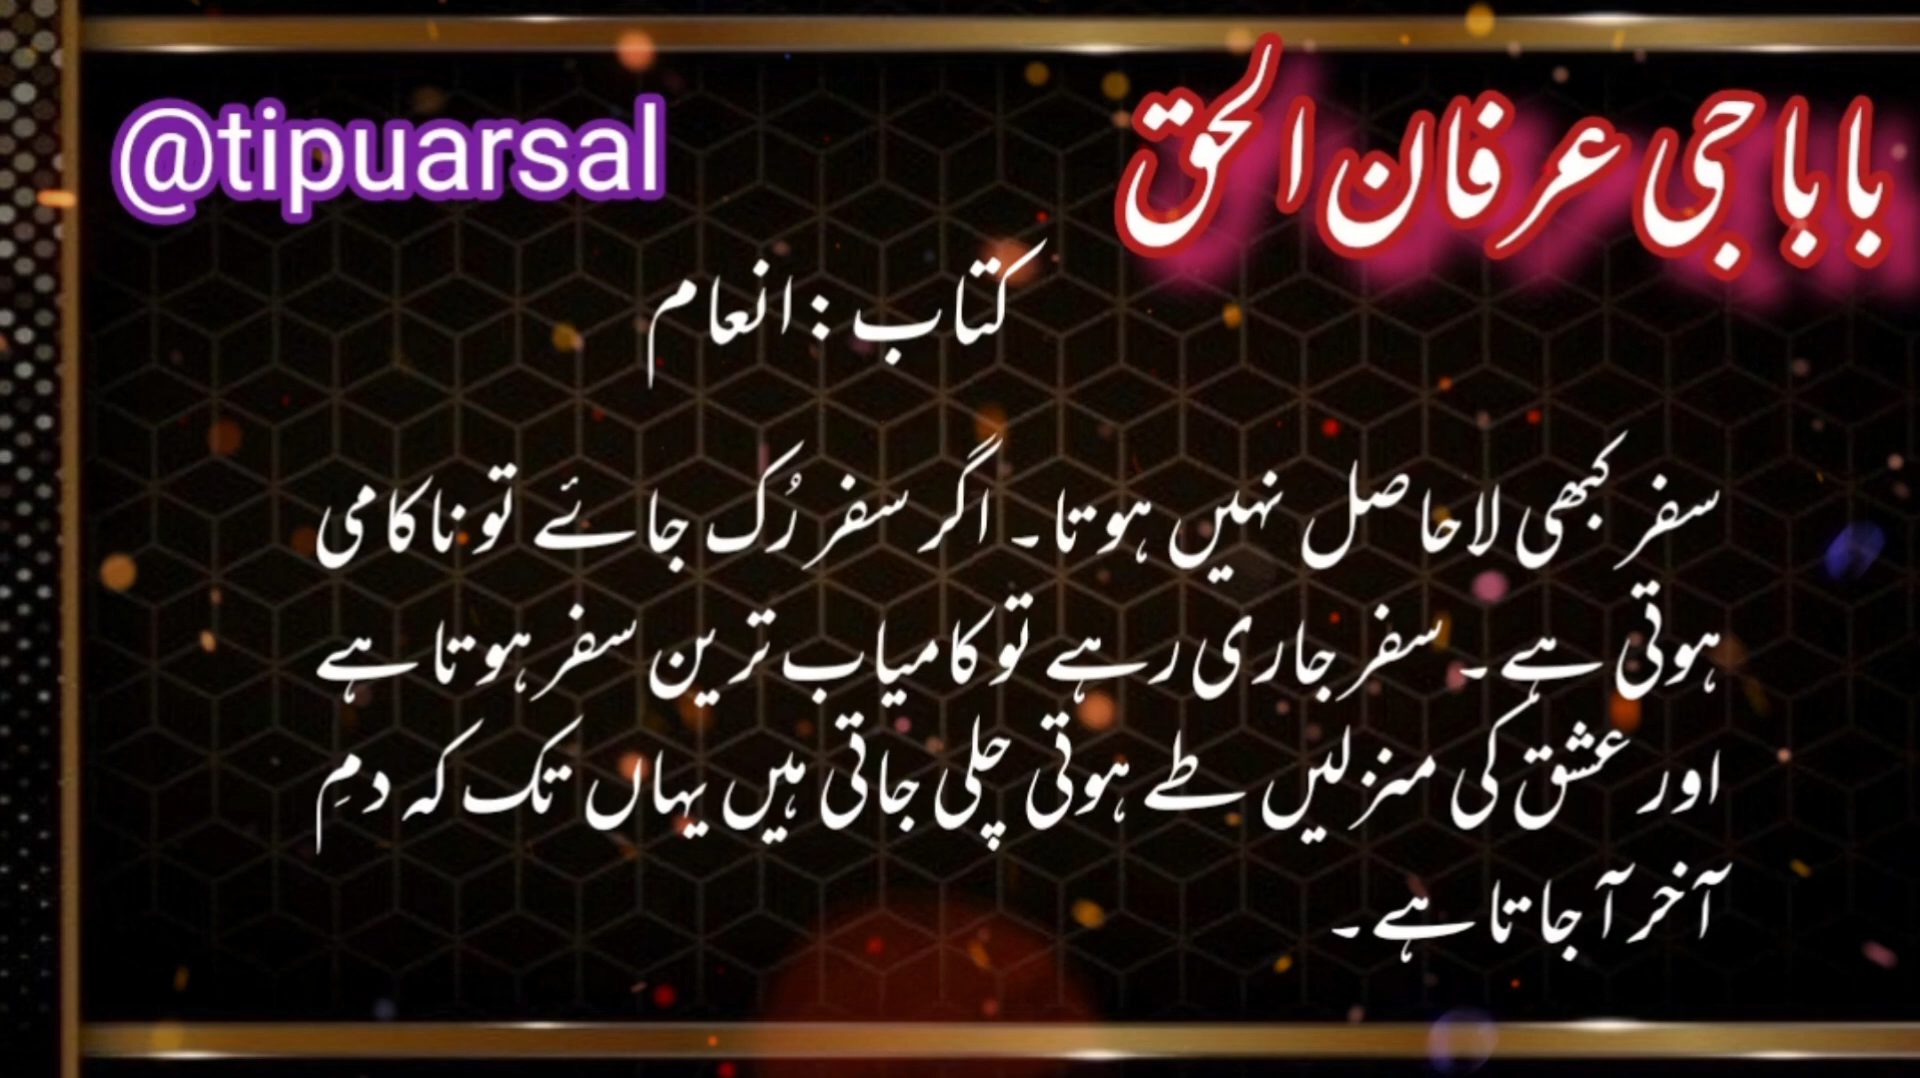 @tipuarsal
بابا جی عرفان الحق
کتاب : انعام
سفر کبھی لاحاصل نہیں ہوتا۔ اگر سفر رُک جائے تو ناکامی
ہوتی ہے۔ سفر جاری رہے تو کامیاب ترین سفر ہوتا ہے
اور عشق کی منزلیں طے ہوتی چلی جاتی ہیں یہاں تک کہ دمِ
آخر آ جاتا ہے۔